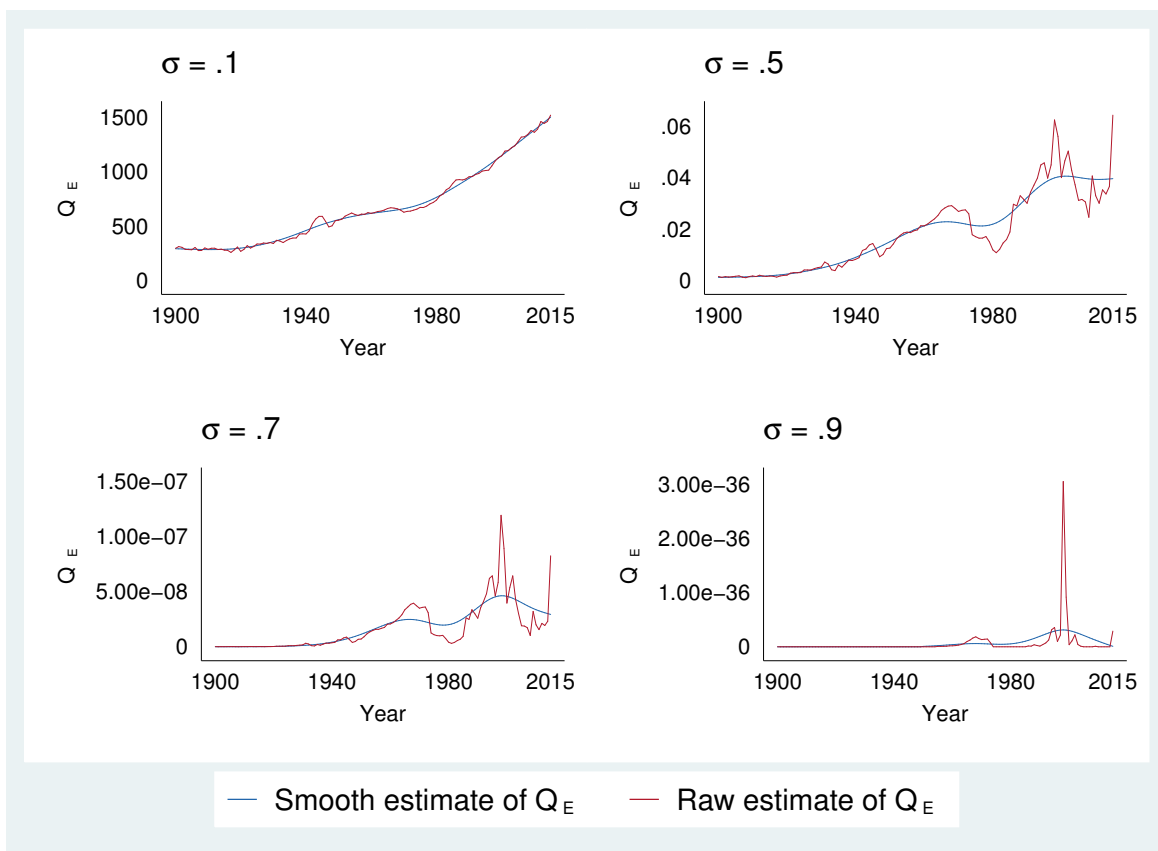 σ = .1
1500
1000
500
0
Q E
1900 1940 1980 2015
Year
σ = .5
.06
.04
.02
0
Q E
1900 1940 1980 2015
Year
σ = .7
1.50e−07
1.00e−07
5.00e−08
0
Q E
1900 1940 1980 2015
Year
σ = .9
3.00e−36
2.00e−36
1.00e−36
0
Q E
1900 1940 1980 2015
Year
Smooth estimate of Q E Raw estimate of Q E